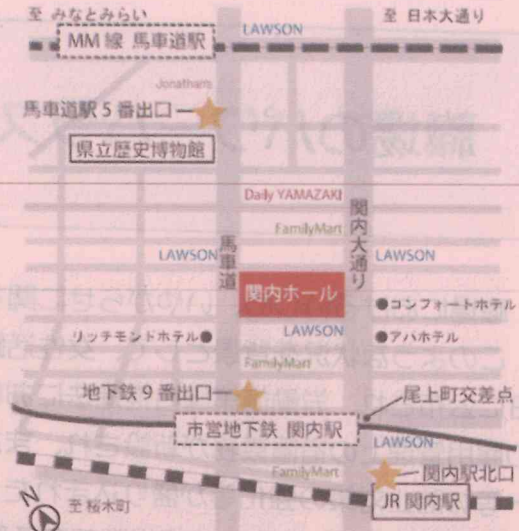 至 みなとみらい
至 日本大通り
MM線 馬車道駅
LAWSON
Jonathans
馬車道駅5番出口
県立歴史博物館
Daily YAMAZAKI
FamilyMart
馬車道
関内大通り
LAWSON
LAWSON
関内ホール
コンフォートホテル
リッチモンドホテル
LAWSON
アパホテル
FamilyMart
地下鉄9番出口
尾上町交差点
市営地下鉄 関内駅
LAWSON
FamilyMart
関内駅北口
JR 関内駅
N
至 桜木町